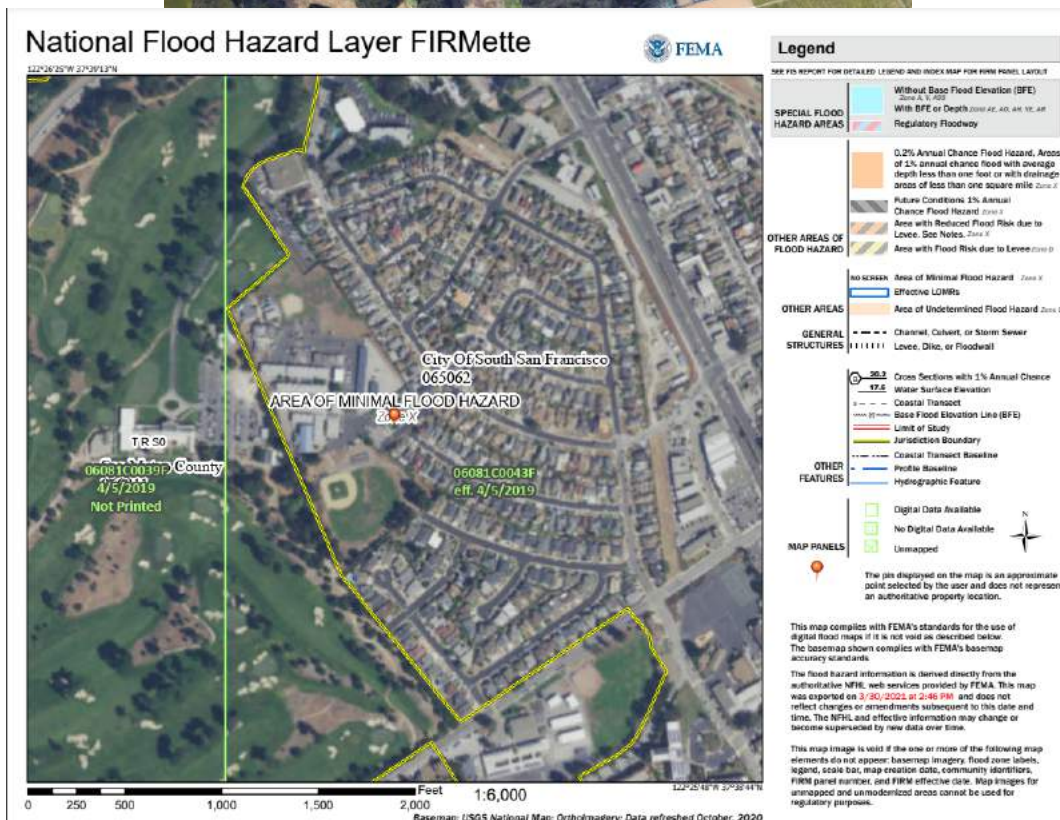 National Flood Hazard Layer FIRMette
FEMA
122°26'25"W 37°39'13"N
City Of South San Francisco
065062
AREA OF MINIMAL FLOOD HAZARD
Zone X
T R S0
County
06081C0039F
4/5/2019
Not Printed
06081C0043F
eff. 4/5/2019
122°25'48"W 37°38'44"N
0 250 500 1,000 1,500 2,000
Feet
1:6,000
Basemap: USGS National Map: Orthoimagery: Data refreshed October, 2020
Legend
SEE FIS REPORT FOR DETAILED LEGEND AND INDEX MAP FOR FIRM PANEL LAYOUT
SPECIAL FLOOD
HAZARD AREAS
Without Base Flood Elevation (BFE)
Zone A, V, A99
With BFE or Depth Zone AE, AO, AH, VE, AR
Regulatory Floodway
OTHER AREAS OF
FLOOD HAZARD
0.2% Annual Chance Flood Hazard, Areas
of 1% annual chance flood with average
depth less than one foot or with drainage
areas of less than one square mile Zone X
Future Conditions 1% Annual
Chance Flood Hazard Zone X
Area with Reduced Flood Risk due to
Levee. See Notes. Zone X
Area with Flood Risk due to Levee Zone D
OTHER AREAS
NO SCREEN Area of Minimal Flood Hazard Zone X
Effective LOMRs
Area of Undetermined Flood Hazard Zone
GENERAL
STRUCTURES
Channel, Culvert, or Storm Sewer
Levee, Dike, or Floodwall
OTHER
FEATURES
20.2 Cross Sections with 1% Annual Chance
17.5 Water Surface Elevation
Coastal Transect
Base Flood Elevation Line (BFE)
Limit of Study
Jurisdiction Boundary
Coastal Transect Baseline
Profile Baseline
Hydrographic Feature
MAP PANELS
Digital Data Available
No Digital Data Available
Unmapped
N
The pin displayed on the map is an approximate
point selected by the user and does not represen
an authoritative property location.
This map complies with FEMA's standards for the use of
digital flood maps if it is not void as described below.
The basemap shown complies with FEMA's basemap
accuracy standards
The flood hazard information is derived directly from the
authoritative NFHL web services provided by FEMA. This map
was exported on 3/30/2021 at 2:46 PM and does not
reflect changes or amendments subsequent to this date and
time. The NFHL and effective information may change or
become superseded by new data over time.
This map image is void if the one or more of the following map
elements do not appear: basemap imagery, flood zone labels,
legend, scale bar, map creation date, community identifiers,
FIRM panel number, and FIRM effective date. Map images for
unmapped and unmodernized areas cannot be used for
regulatory purposes.